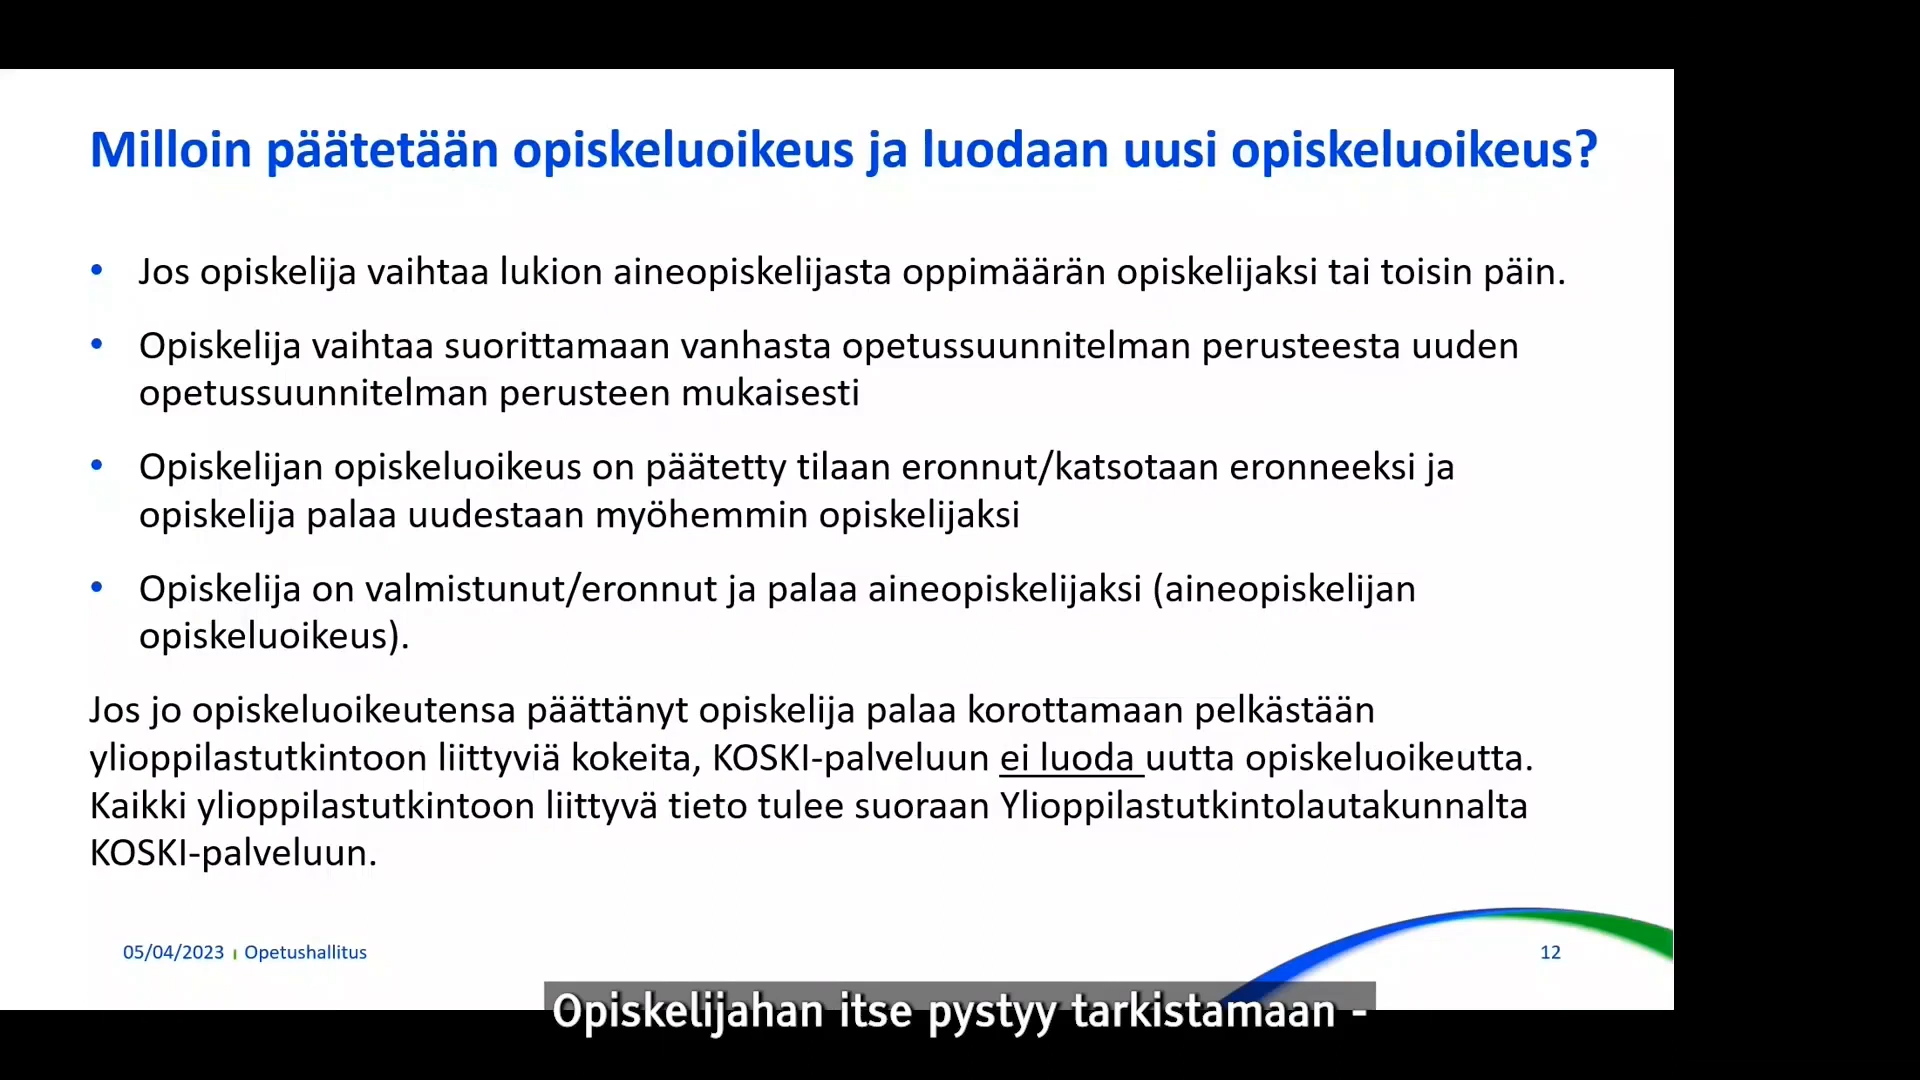 Milloin päätetään opiskeluoikeus ja luodaan uusi opiskeluoikeus?
• Jos opiskelija vaihtaa lukion aineopiskelijasta oppimäärän opiskelijaksi tai toisin päin.
• Opiskelija vaihtaa suorittamaan vanhasta opetussuunnitelman perusteesta uuden
opetussuunnitelman perusteen mukaisesti
• Opiskelijan opiskeluoikeus on päätetty tilaan eronnut/katsotaan eronneeksi ja
opiskelija palaa uudestaan myöhemmin opiskelijaksi
• Opiskelija on valmistunut/eronnut ja palaa aineopiskelijaksi (aineopiskelijan
opiskeluoikeus).
Jos jo opiskeluoikeutensa päättänyt opiskelija palaa korottamaan pelkästään
ylioppilastutkintoon liittyviä kokeita, KOSKI-palveluun ei luoda uutta opiskeluoikeutta.
Kaikki ylioppilastutkintoon liittyvä tieto tulee suoraan Ylioppilastutkintolautakunnalta
KOSKI-palveluun.
05/04/2023 | Opetushallitus
12
Opiskelijahan itse pystyy tarkistamaan -